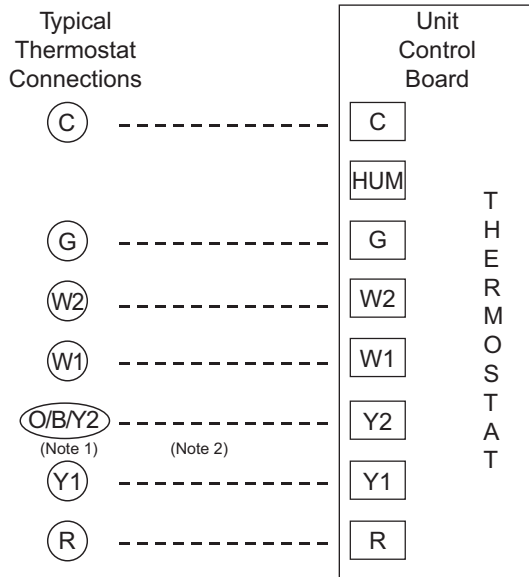 Typical
Thermostat
Connections
Unit
Control
Board
C
C
HUM
G
G
W2
W2
W1
W1
O/B/Y2
Y2
(Note 1)
(Note 2)
Y1
Y1
R
R
THERMOSTAT